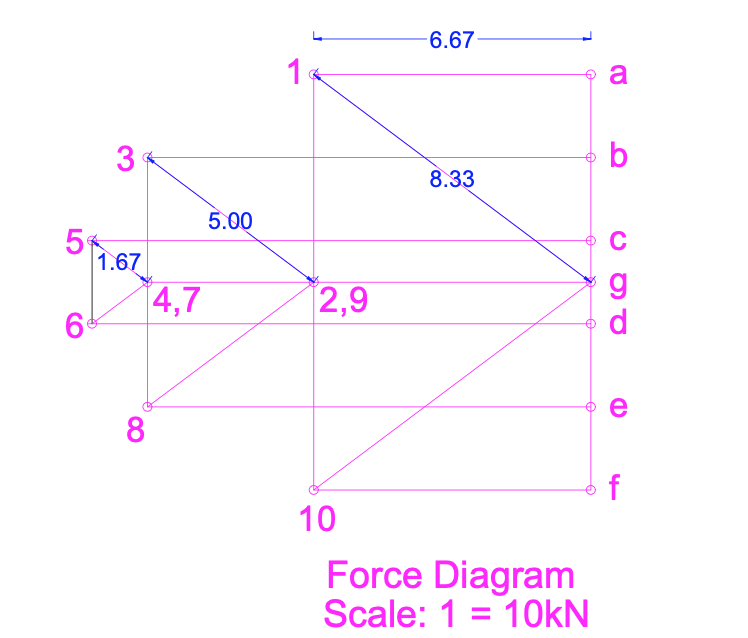 6.67
1 a
3 b
8.33
5.00
5 c
1.67
4,7 2,9 g
6 d
8 e
10 f
Force Diagram
Scale: 1 = 10kN